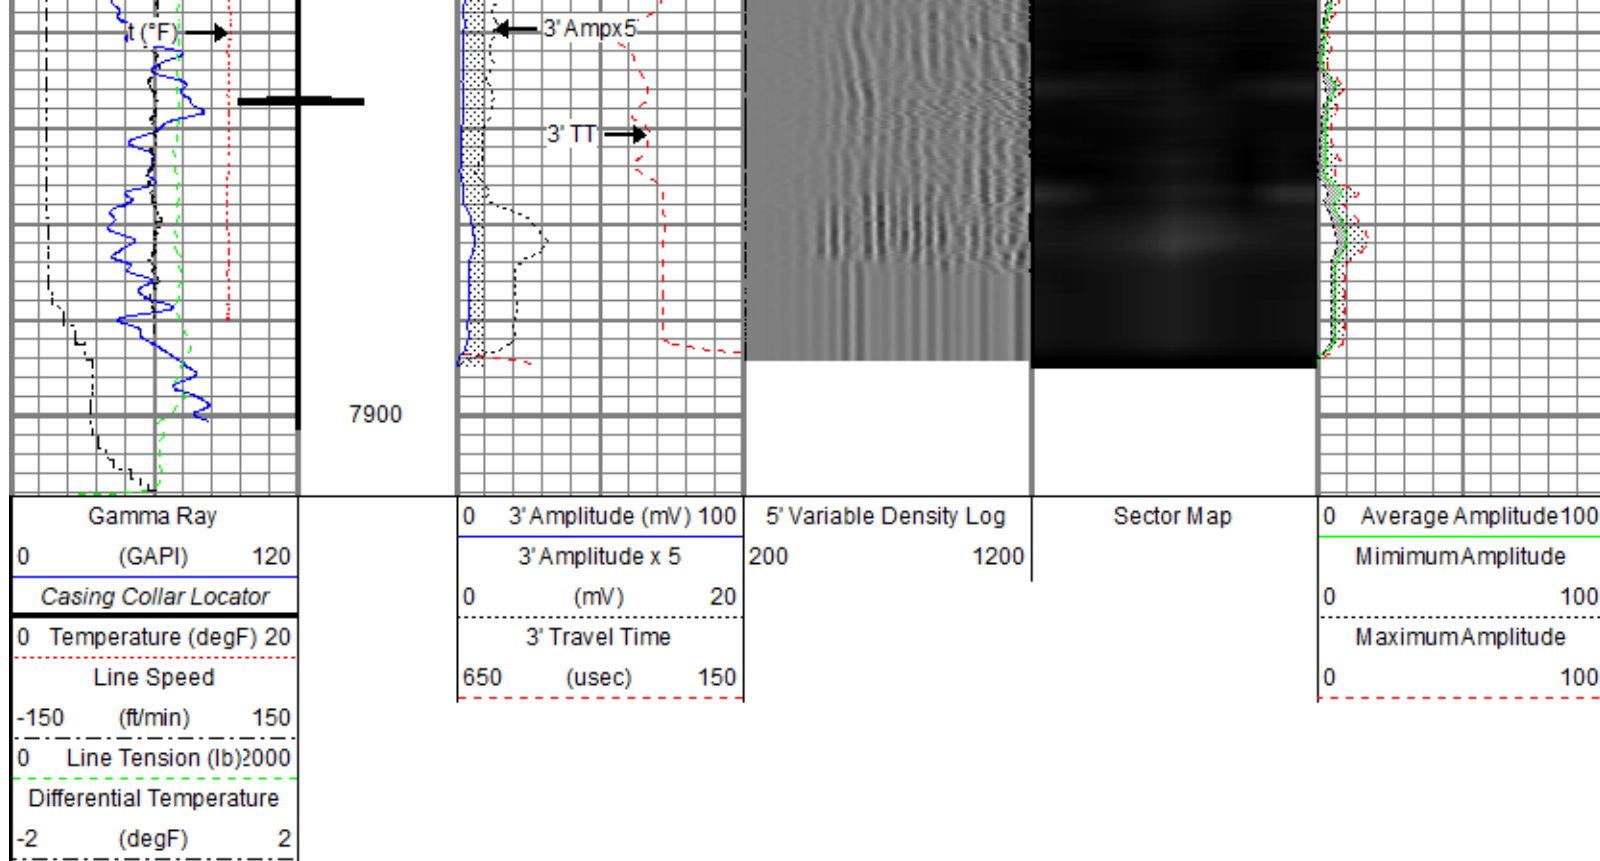 t (°F)
3' Ampx5
3' TT
7900
Gamma Ray
0 (GAPI) 120
Casing Collar Locator
0 Temperature (degF) 20
Line Speed
-150 (ft/min) 150
0 Line Tension (lb) 2000
Differential Temperature
-2 (degF) 2
0 3' Amplitude (mV) 100
3' Amplitude x 5
0 (mV) 20
3' Travel Time
650 (usec) 150
5' Variable Density Log
200 1200
Sector Map
0 Average Amplitude 100
Mimimum Amplitude
0 100
Maximum Amplitude
0 100